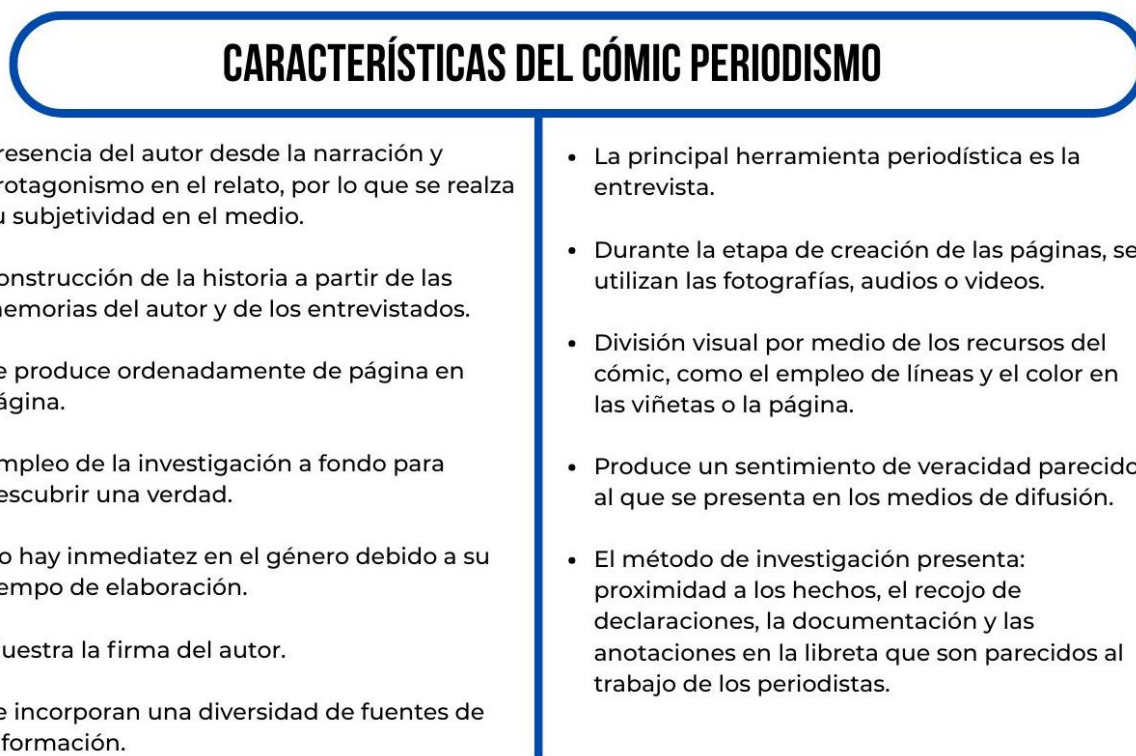 CARACTERÍSTICAS DEL CÓMIC PERIODISMO
resencia del autor desde la narración y
rotagonismo en el relato, por lo que se realza
u subjetividad en el medio.
onstrucción de la historia a partir de las
emorias del autor y de los entrevistados.
e produce ordenadamente de página en
ágina.
mpleo de la investigación a fondo para
escubrir una verdad.
o hay inmediatez en el género debido a su
empo de elaboración.
uestra la firma del autor.
e incorporan una diversidad de fuentes de
formación.
• La principal herramienta periodística es la
entrevista.
• Durante la etapa de creación de las páginas, se
utilizan las fotografías, audios o videos.
• División visual por medio de los recursos del
cómic, como el empleo de líneas y el color en
las viñetas o la página.
• Produce un sentimiento de veracidad parecido
al que se presenta en los medios de difusión.
• El método de investigación presenta:
proximidad a los hechos, el recojo de
declaraciones, la documentación y las
anotaciones en la libreta que son parecidos al
trabajo de los periodistas.